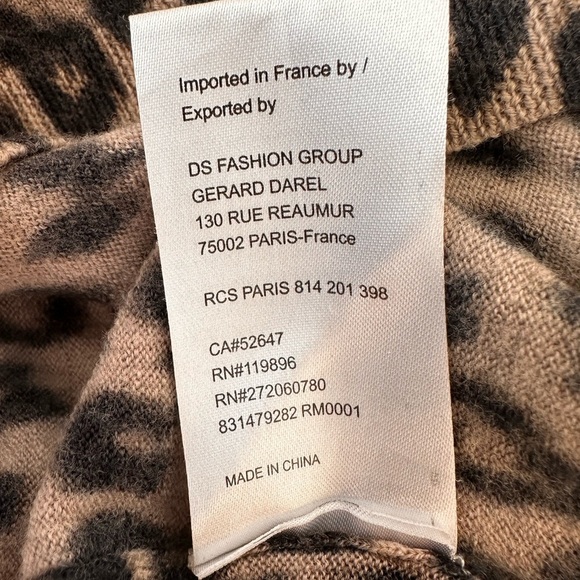 Imported in France by /
Exported by
DS FASHION GROUP
GERARD DAREL
130 RUE REAUMUR
75002 PARIS-France
RCS PARIS 814 201 398
CA#52647
RN#119896
RN#272060780
831479282 RM0001
MADE IN CHINA